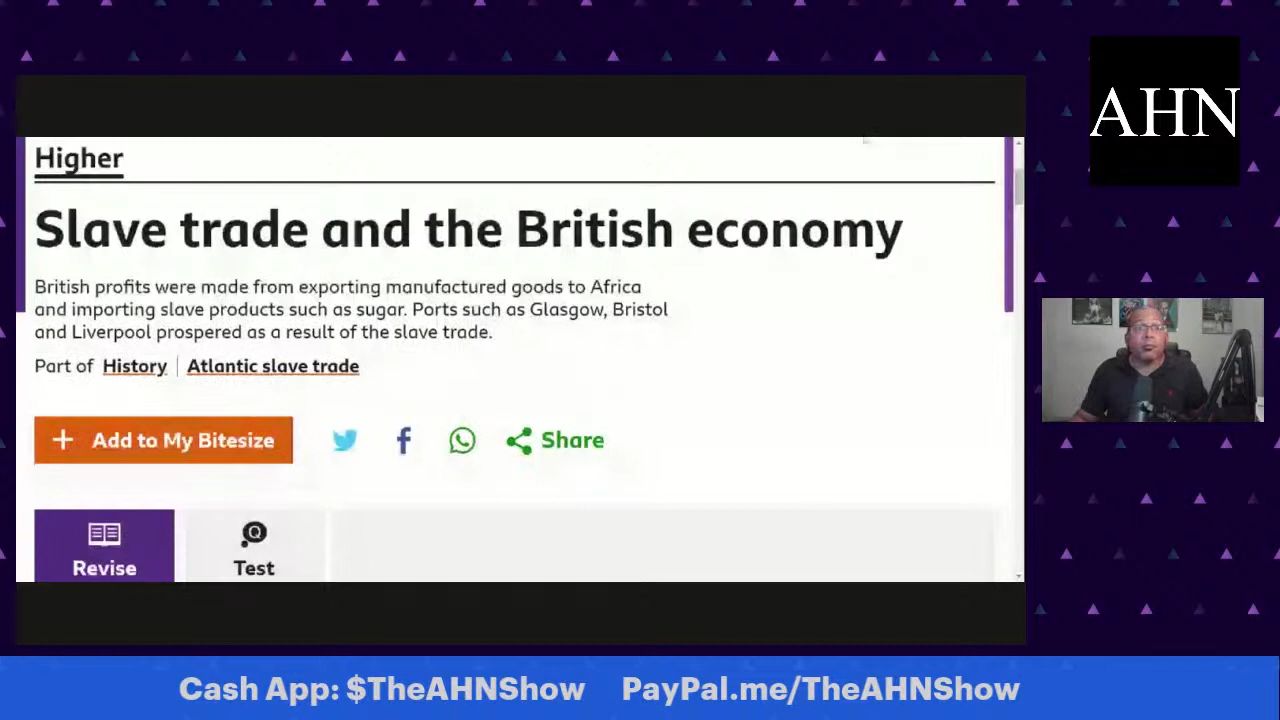 AHN
Higher
Slave trade and the British economy
British profits were made from exporting manufactured goods to Africa
and importing slave products such as sugar. Ports such as Glasgow, Bristol
and Liverpool prospered as a result of the slave trade.
Part of History Atlantic slave trade
+ Add to My Bitesize Share
Revise
Q
Test
Cash App: $TheAHNShow PayPal.me/TheAHNShow